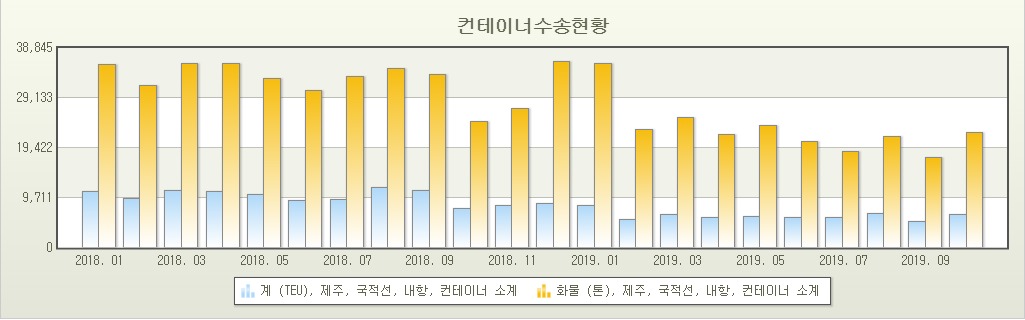 컨테이너수송현황
38,845
29,133
19,422
9,711
0
2018. 01 2018. 03 2018. 05 2018. 07 2018. 09 2018. 11 2019. 01 2019. 03 2019. 05 2019. 07 2019. 09
계 (TEU), 제주, 국적선, 내항, 컨테이너 소계 화물 (톤), 제주, 국적선, 내항, 컨테이너 소계